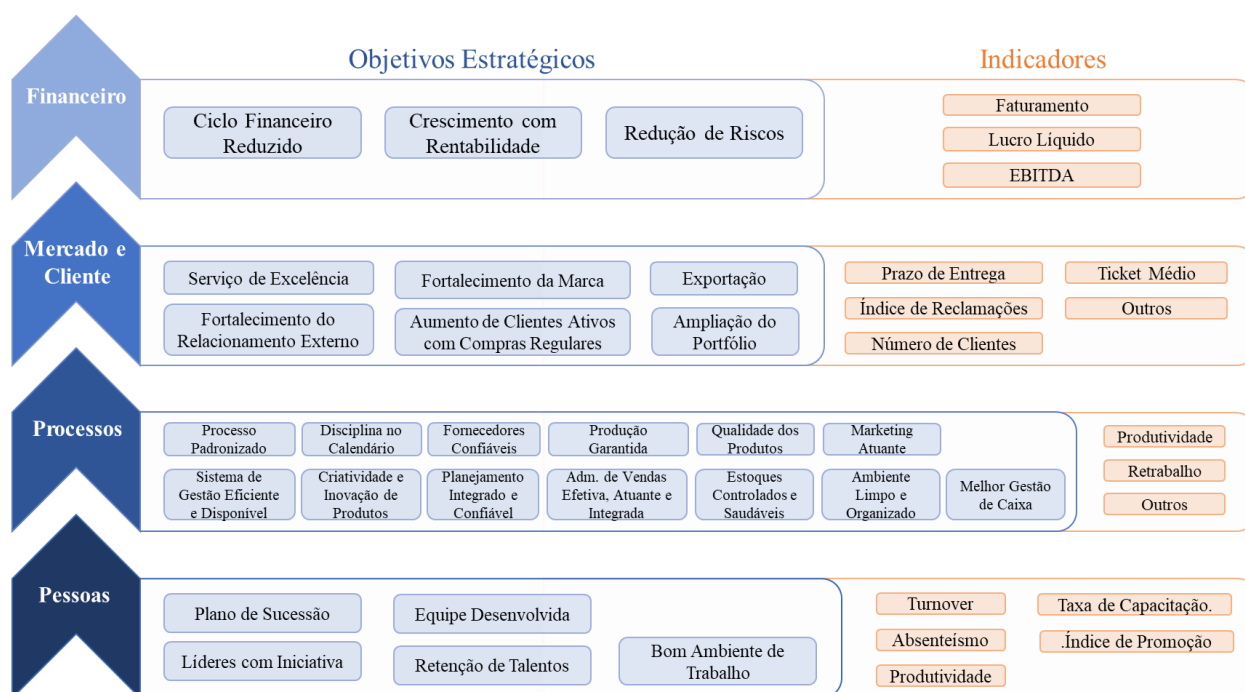 Objetivos Estratégicos
Indicadores
Financeiro
Ciclo Financeiro
Reduzido
Crescimento com
Rentabilidade
Redução de Riscos
Faturamento
Lucro Líquido
EBITDA
Mercado e
Cliente
Serviço de Excelência
Fortalecimento da Marca
Exportação
Fortalecimento do
Relacionamento Externo
Aumento de Clientes Ativos
com Compras Regulares
Ampliação do
Portfólio
Prazo de Entrega
Ticket Médio
Índice de Reclamações
Outros
Número de Clientes
Processos
Processo
Padronizado
Disciplina no
Calendário
Fornecedores
Confiáveis
Produção
Garantida
Qualidade dos
Produtos
Marketing
Atuante
Sistema de
Gestão Eficiente
e Disponível
Criatividade e
Inovação de
Produtos
Planejamento
Integrado e
Confiável
Adm. de Vendas
Efetiva, Atuante e
Integrada
Estoques
Controlados e
Saudáveis
Ambiente
Limpo e
Organizado
Melhor Gestão
de Caixa
Produtividade
Retrabalho
Outros
Pessoas
Plano de Sucessão
Equipe Desenvolvida
Líderes com Iniciativa
Retenção de Talentos
Bom Ambiente de
Trabalho
Turnover
Taxa de Capacitação.
Absenteísmo
.Índice de Promoção
Produtividade